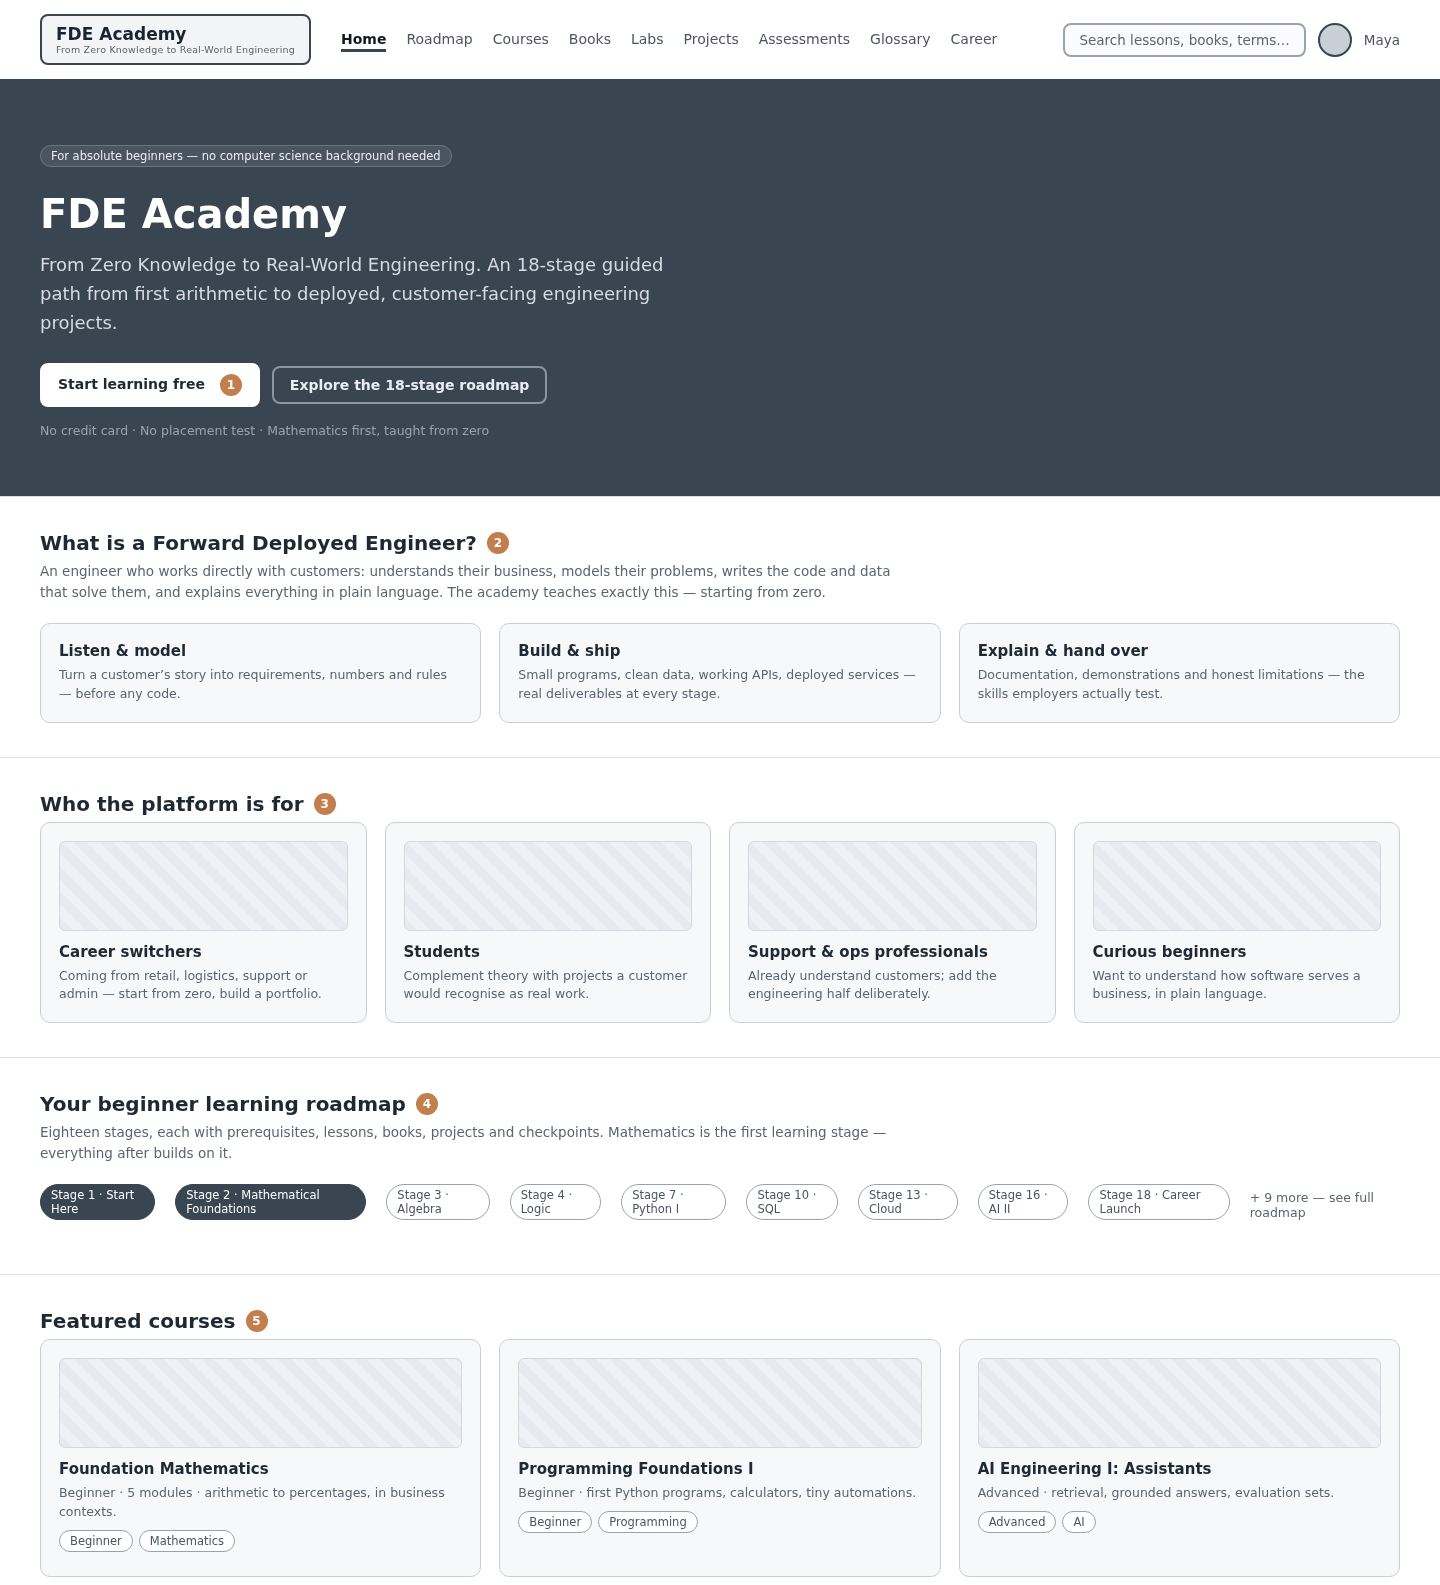 FDE Academy
From Zero Knowledge to Real-World Engineering
Home Roadmap Courses Books Labs Projects Assessments Glossary Career
Search lessons, books, terms…
Maya
For absolute beginners — no computer science background needed
FDE Academy
From Zero Knowledge to Real-World Engineering. An 18-stage guided
path from first arithmetic to deployed, customer-facing engineering
projects.
Start learning free 1
Explore the 18-stage roadmap
No credit card · No placement test · Mathematics first, taught from zero
What is a Forward Deployed Engineer? 2
An engineer who works directly with customers: understands their business, models their problems, writes the code and data
that solve them, and explains everything in plain language. The academy teaches exactly this — starting from zero.
Listen & model
Turn a customer’s story into requirements, numbers and rules
— before any code.
Build & ship
Small programs, clean data, working APIs, deployed services —
real deliverables at every stage.
Explain & hand over
Documentation, demonstrations and honest limitations — the
skills employers actually test.
Who the platform is for 3
Career switchers
Coming from retail, logistics, support or
admin — start from zero, build a portfolio.
Students
Complement theory with projects a customer
would recognise as real work.
Support & ops professionals
Already understand customers; add the
engineering half deliberately.
Curious beginners
Want to understand how software serves a
business, in plain language.
Your beginner learning roadmap 4
Eighteen stages, each with prerequisites, lessons, books, projects and checkpoints. Mathematics is the first learning stage —
everything after builds on it.
Stage 1 · Start
Here
Stage 2 · Mathematical
Foundations
Stage 3 ·
Algebra
Stage 4 ·
Logic
Stage 7 ·
Python I
Stage 10 ·
SQL
Stage 13 ·
Cloud
Stage 16 ·
AI II
Stage 18 · Career
Launch
+ 9 more — see full
roadmap
Featured courses 5
Foundation Mathematics
Beginner · 5 modules · arithmetic to percentages, in business
contexts.
Beginner Mathematics
Programming Foundations I
Beginner · first Python programs, calculators, tiny automations.
Beginner Programming
AI Engineering I: Assistants
Advanced · retrieval, grounded answers, evaluation sets.
Advanced AI